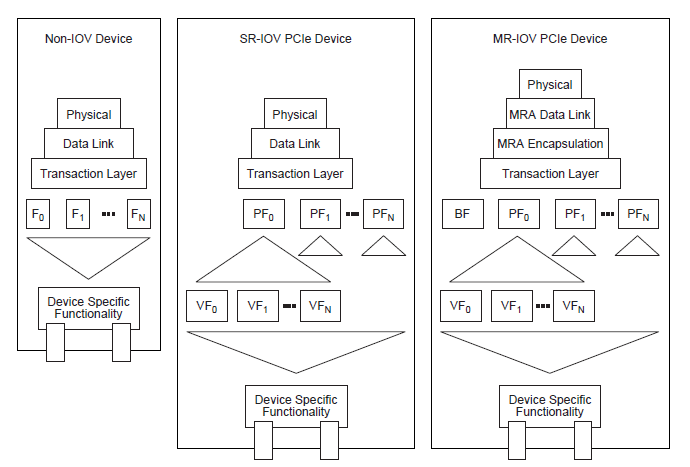 Non-IOV Device
Physical
Data Link
Transaction Layer
F0 F1 FN
Device Specific
Functionality
SR-IOV PCIe Device
Physical
Data Link
Transaction Layer
PF0 PF1 PFN
VF0 VF1 VFN
Device Specific
Functionality
MR-IOV PCIe Device
Physical
MRA Data Link
MRA Encapsulation
Transaction Layer
BF PF0 PF1 PFN
VF0 VF1 VFN
Device Specific
Functionality